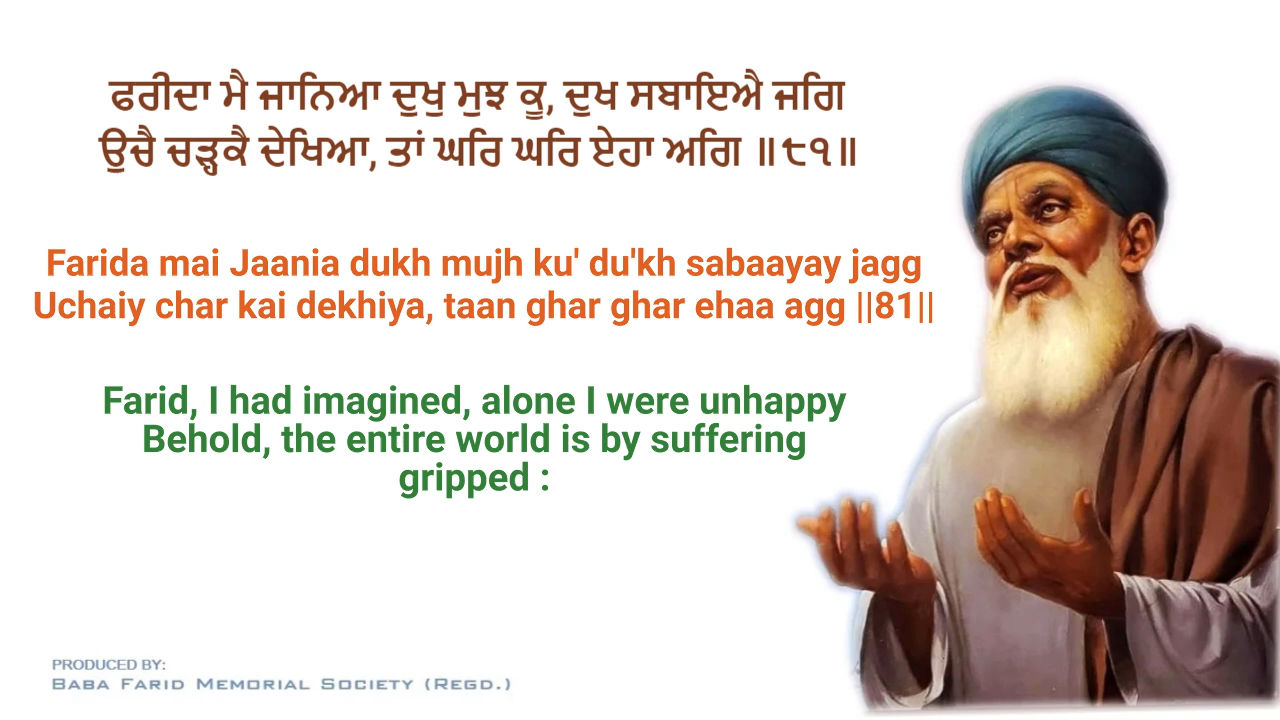 ਫਰੀਦਾ ਮੈ ਜਾਨਿਆ ਦੁਖੁ ਮੁਝ ਕੂ, ਦੁਖ ਸਬਾਇਐ ਜਗਿ
ਉਚੈ ਚੜ੍ਹਕੈ ਦੇਖਿਆ, ਤਾਂ ਘਰਿ ਘਰਿ ਏਹਾ ਅਗਿ ॥੮੧॥
Farida mai Jaania dukh mujh ku' du'kh sabaayay jagg
Uchaiy char kai dekhiya, taan ghar ghar ehaa agg ||81||
Farid, I had imagined, alone I were unhappy
Behold, the entire world is by suffering
gripped :
PRODUCED BY:
BABA FARID MEMORIAL SOCIETY (REGD.)